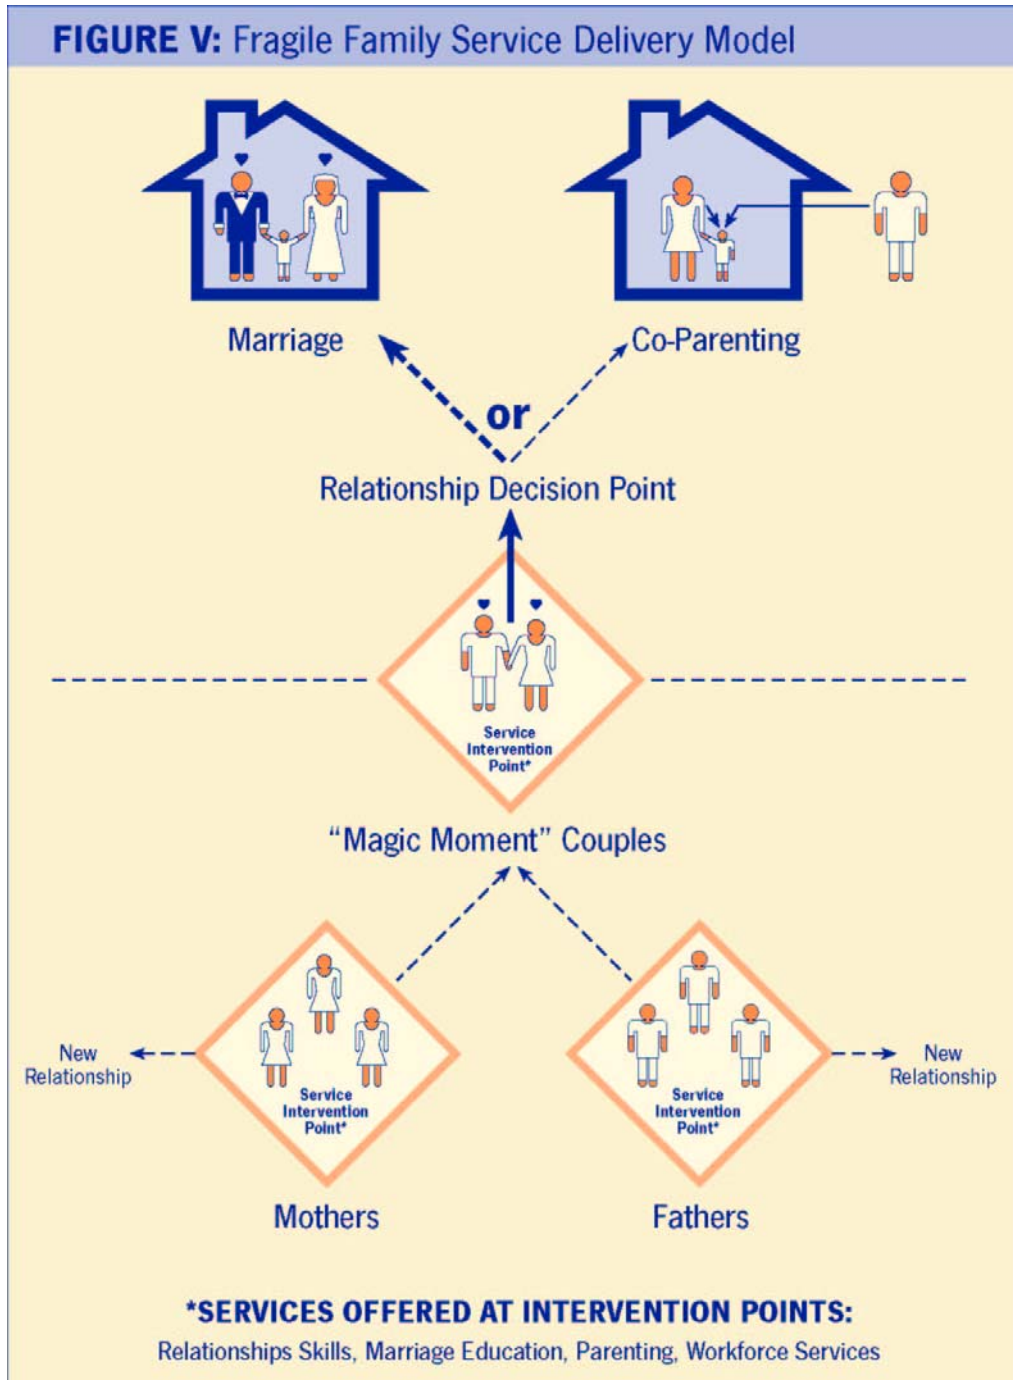 FIGURE V: Fragile Family Service Delivery Model
Marriage
Co-Parenting
or
Relationship Decision Point
Service
Intervention
Point*
“Magic Moment” Couples
New
Relationship
Service
Intervention
Point*
Service
Intervention
Point*
New
Relationship
Mothers
Fathers
*SERVICES OFFERED AT INTERVENTION POINTS:
Relationships Skills, Marriage Education, Parenting, Workforce Services